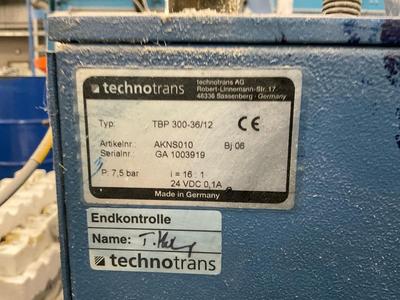 technotrans
technotrans AG
Robert-Linnemann-Str. 17
48336 Sassenberg - Germany
Typ: TBP 300-36/12 CE
Artikelnr.: AKNS010 Bj 06
Serialnr.: GA 1003919
P: 7,5 bar i = 16 : 1
24 VDC 0,1A
Made in Germany
Endkontrolle
Name:
technotrans